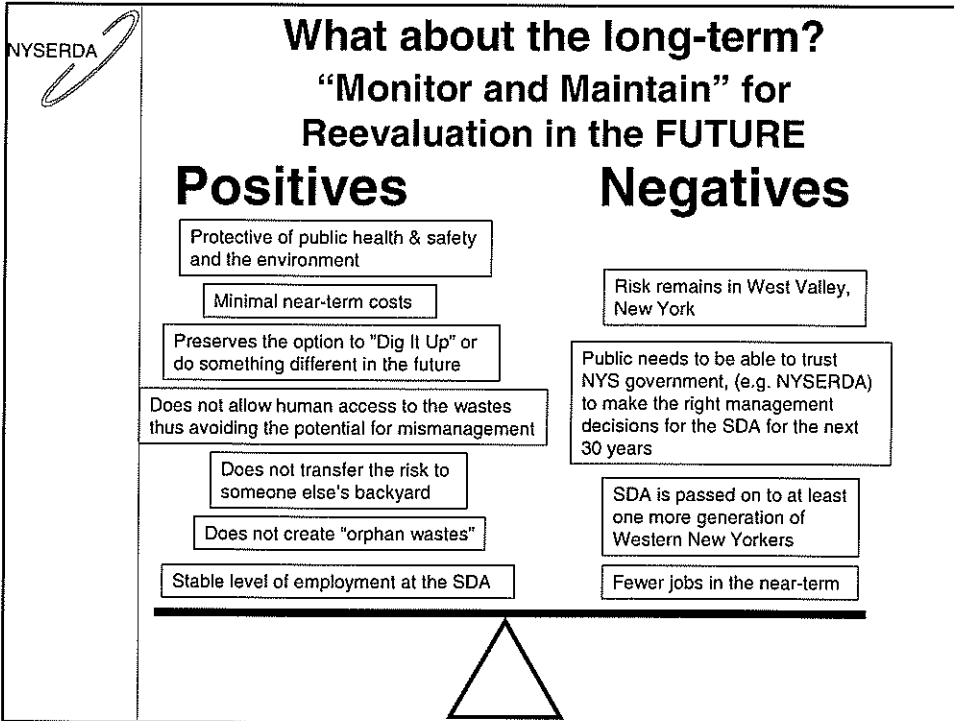 NYSERDA
What about the long-term?
“Monitor and Maintain” for
Reevaluation in the FUTURE
Positives
Protective of public health & safety
and the environment
Minimal near-term costs
Preserves the option to "Dig It Up" or
do something different in the future
Does not allow human access to the wastes
thus avoiding the potential for mismanagement
Does not transfer the risk to
someone else's backyard
Does not create "orphan wastes"
Stable level of employment at the SDA
Negatives
Risk remains in West Valley,
New York
Public needs to be able to trust
NYS government, (e.g. NYSERDA)
to make the right management
decisions for the SDA for the next
30 years
SDA is passed on to at least
one more generation of
Western New Yorkers
Fewer jobs in the near-term